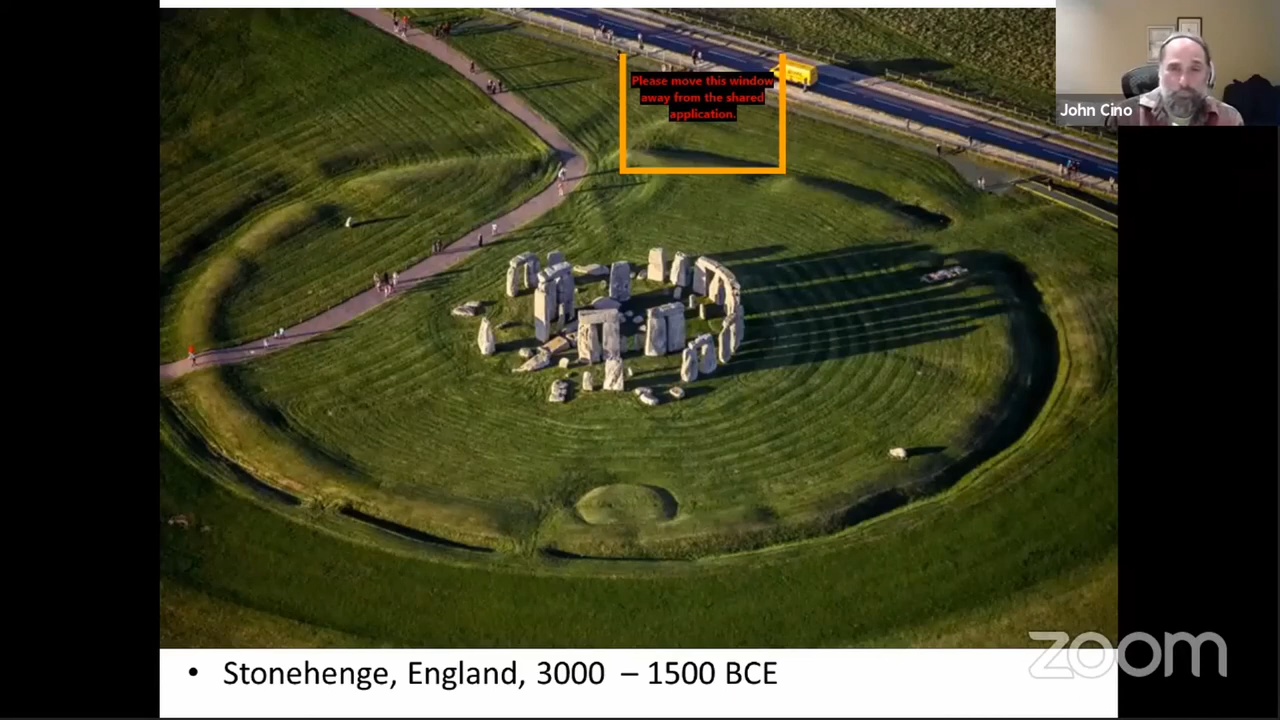 Please move this window
away from the shared
application.
John Cino
• Stonehenge, England, 3000 – 1500 BCE
zoom